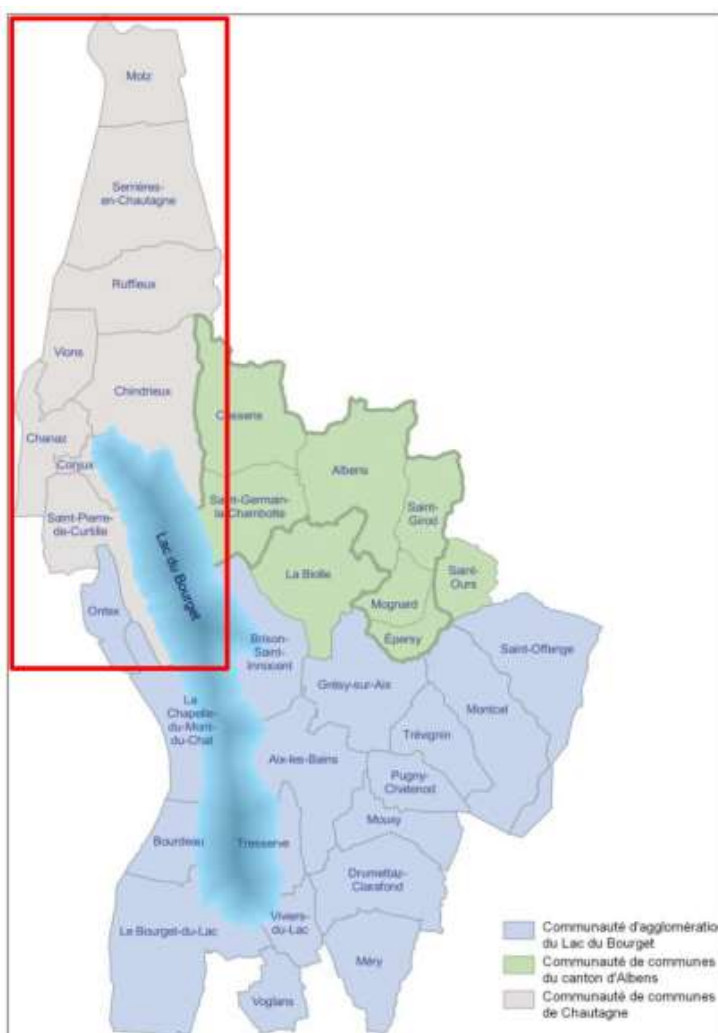 Motz
Serrières-
en-Chautagne
Ruffieux
Vions
Chindrieux
Chanaz
Conjux
Saint-Pierre-
de-Curtille
Lac du Bourget
Ontex
Cessens
Albens
Saint-Germain-
la-Chambotte
Saint-
Girod
La Biolle
Saint-
Ours
Mognard
Épersy
Brison-
Saint-
Innocent
Saint-Offenge
Grésy-sur-Aix
La
Chapelle-
du-Mont-
du-Chat
Montcel
Trévignin
Aix-les-Bains
Pugny-
Chatenod
Mouxy
Bourdeau
Tresserve
Drumettaz-
Clarafond
Le Bourget-du-Lac
Viviers-
du-Lac
Méry
Voglans
Communauté d'agglomératio
du Lac du Bourget
Communauté de communes
du canton d'Albens
Communauté de communes
de Chautagne